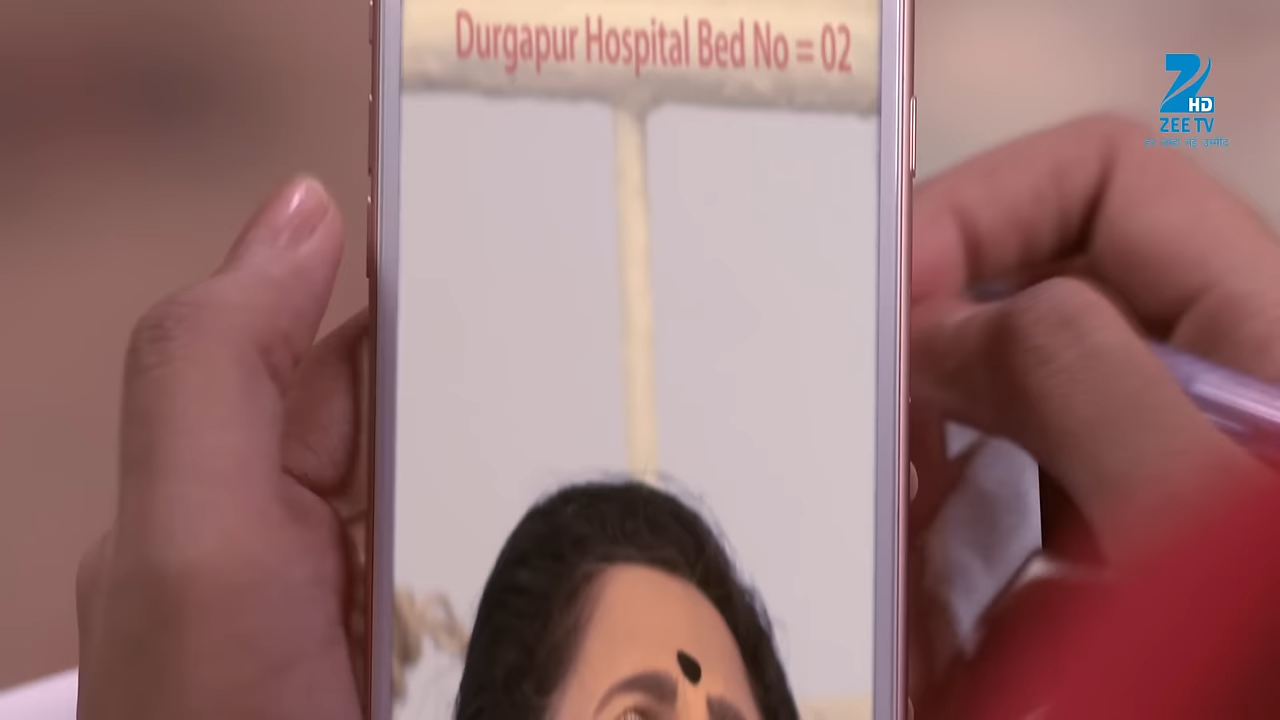 Durgapur Hospital Bed No = 02
HD
ZEE TV